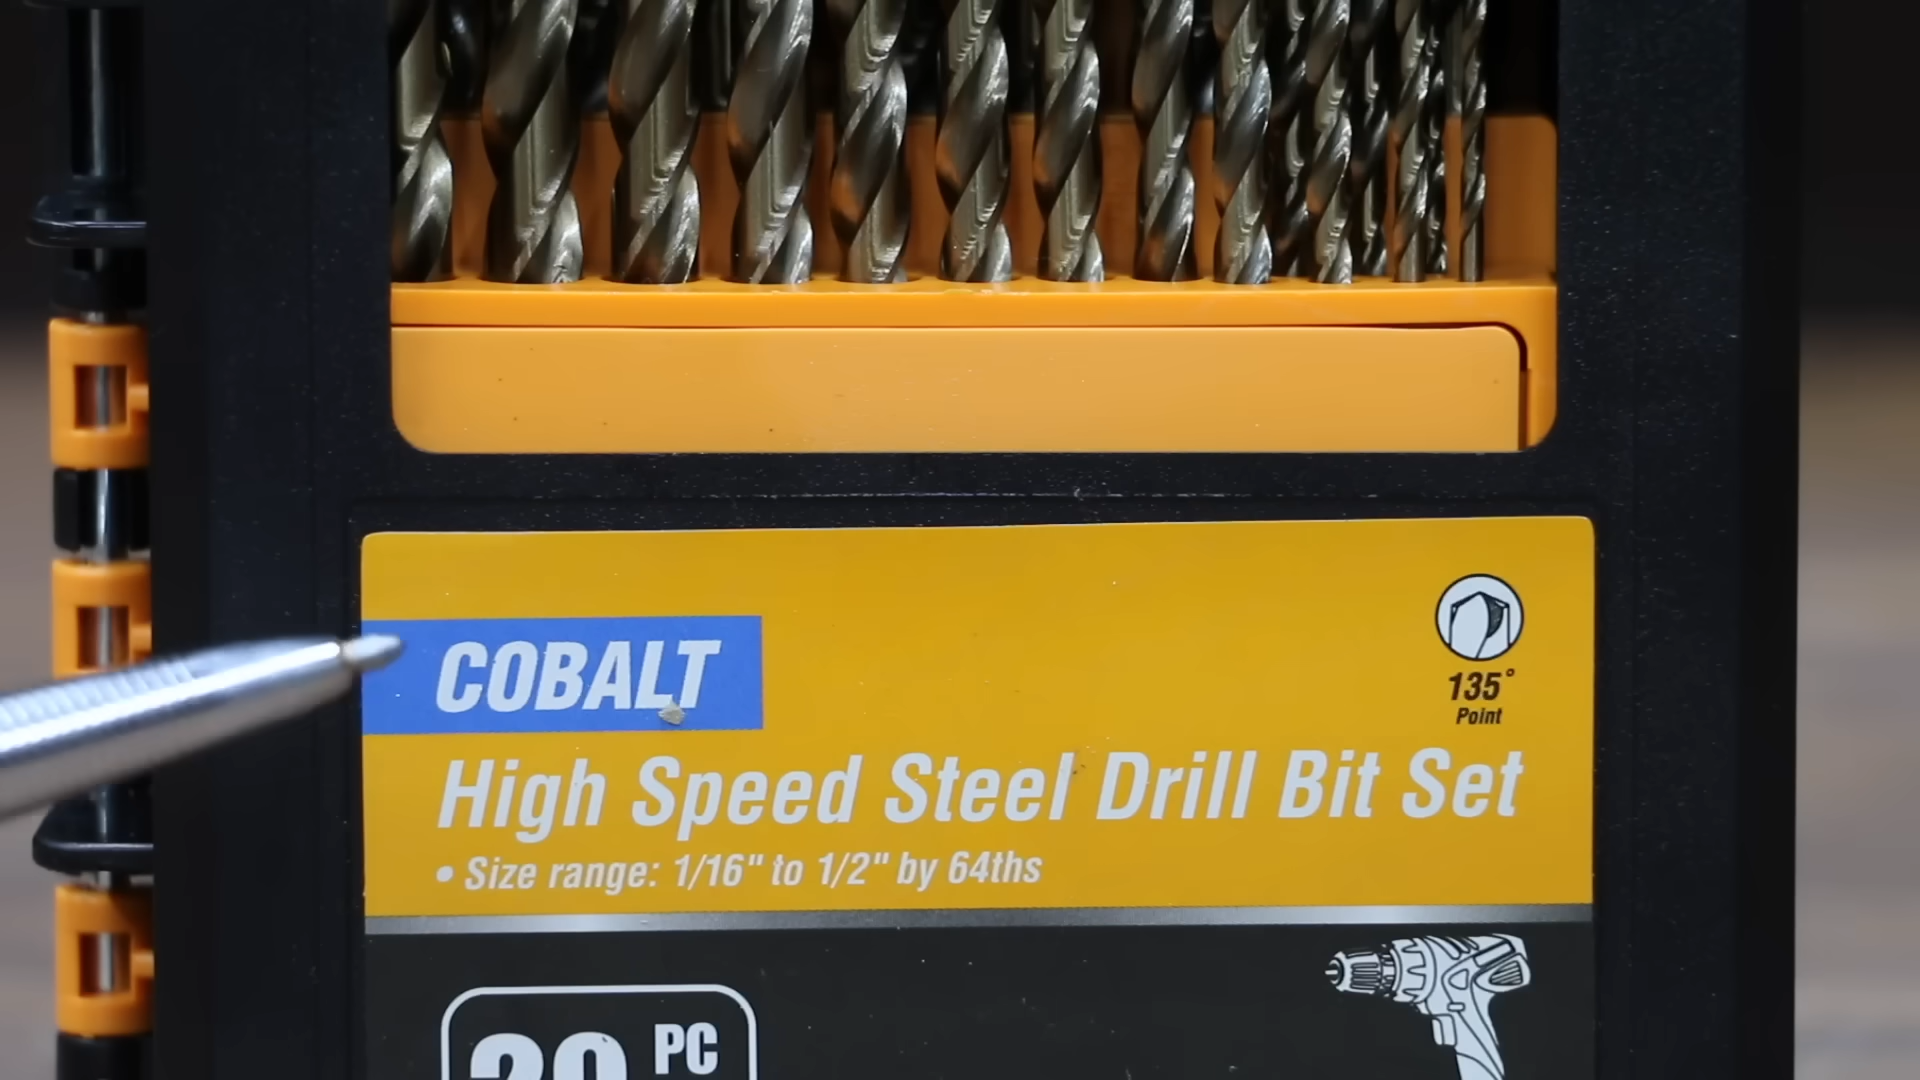 COBALT
135°
Point
High Speed Steel Drill Bit Set
• Size range: 1/16" to 1/2" by 64ths
PC